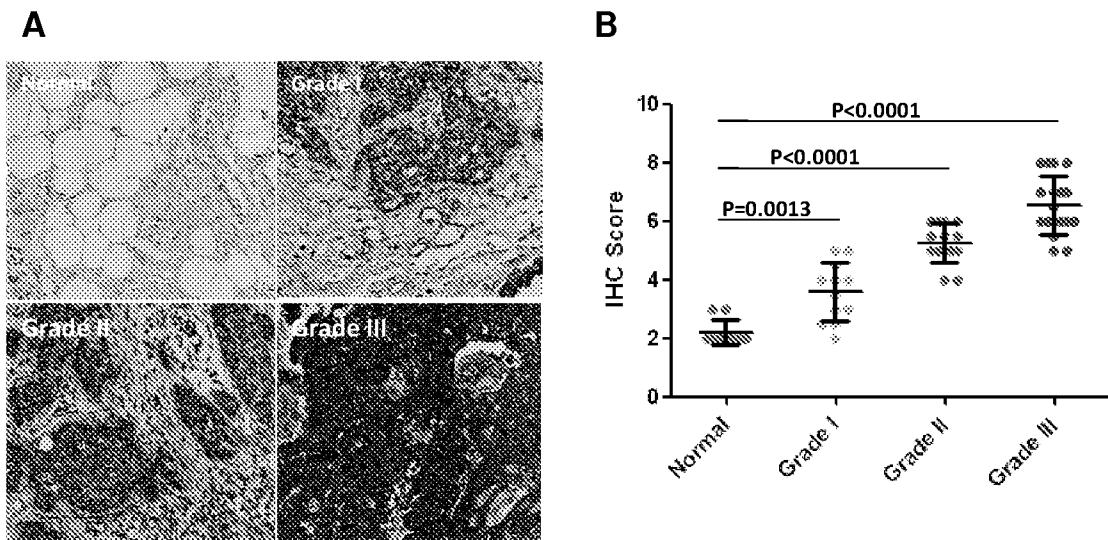 A
B
Normal
Grade I
Grade II
Grade III
10
8
6
4
2
0
IHC Score
P<0.0001
P<0.0001
P=0.0013
Normal
Grade I
Grade II
Grade III